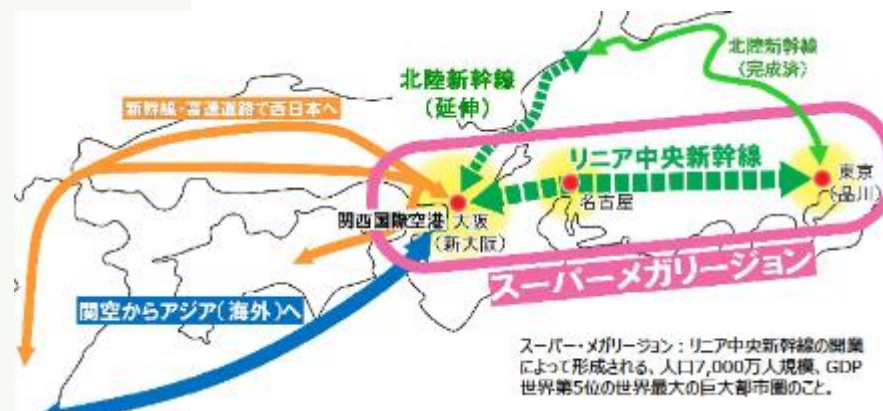 北陸新幹線
(完成済)
北陸新幹線
(延伸)
新幹線・高速道路で西日本へ
リニア中央新幹線
東京
(品川)
名古屋
関西国際空港
大阪
(新大阪)
スーパーメガリージョン
関空からアジア(海外)へ
スーパー・メガリージョン：リニア中央新幹線の開業
によって形成される、人口7,000万人規模、GDP
世界第5位の世界最大の巨大都市圏のこと。